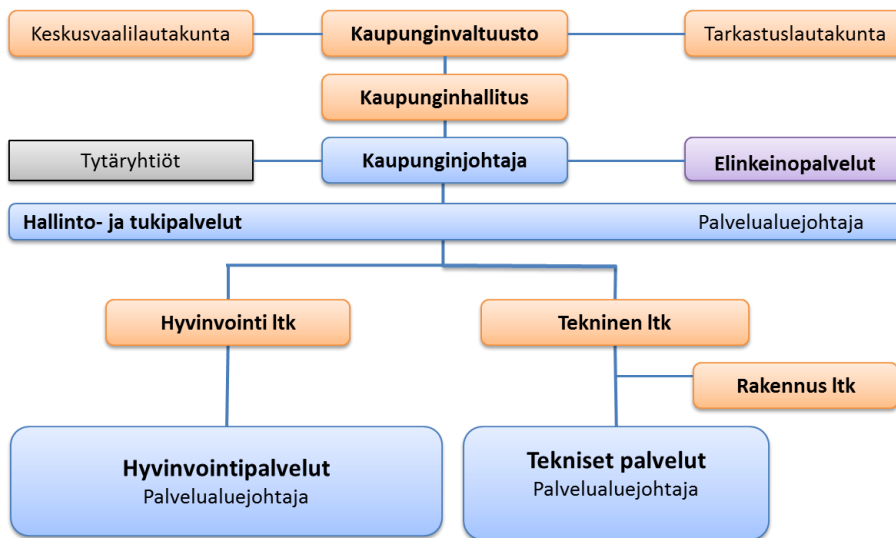 Keskusvaalilautakunta
Kaupunginvaltuusto
Tarkastuslautakunta
Kaupunginhallitus
Tytäryhtiöt
Kaupunginjohtaja
Elinkeinopalvelut
Hallinto- ja tukipalvelut
Palvelualuejohtaja
Hyvinvointi ltk
Tekninen ltk
Rakennus ltk
Hyvinvointipalvelut
Palvelualuejohtaja
Tekniset palvelut
Palvelualuejohtaja